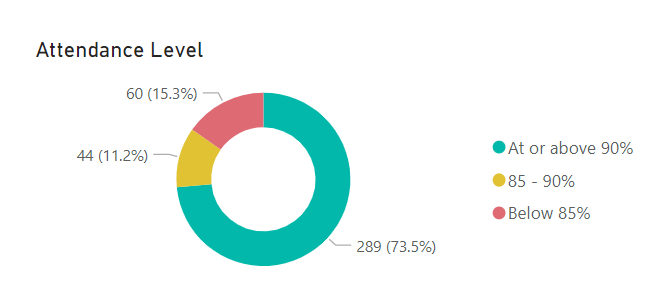 Attendance Level
60 (15.3%)
44 (11.2%)
289 (73.5%)
At or above 90%
85 - 90%
Below 85%